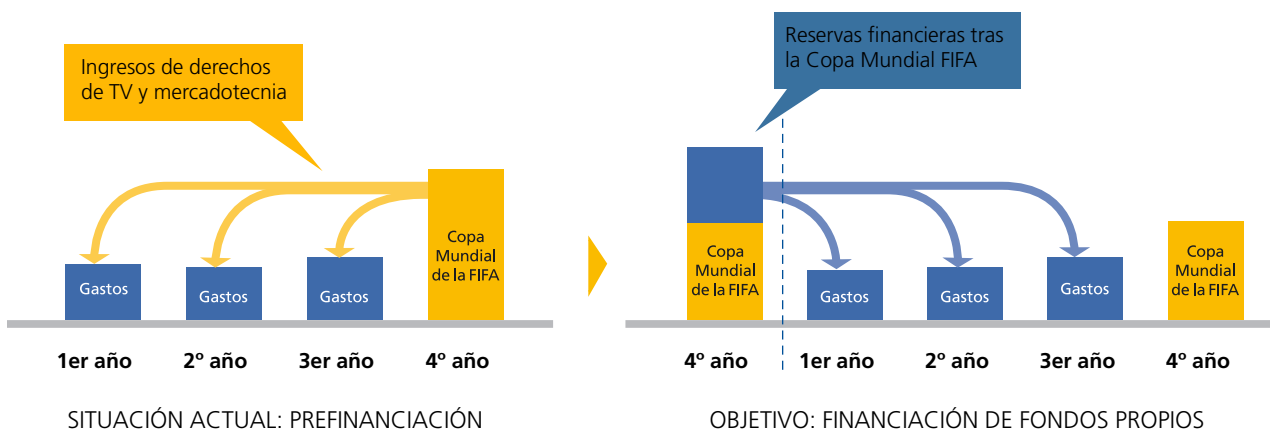 Ingresos de derechos
de TV y mercadotecnia
Copa
Mundial
de la FIFA
Gastos
Gastos
Gastos
1er año
2º año
3er año
4º año
SITUACIÓN ACTUAL: PREFINANCIACIÓN
Reservas financieras tras
la Copa Mundial FIFA
Copa
Mundial
de la FIFA
Gastos
Gastos
Gastos
Copa
Mundial
de la FIFA
4º año
1er año
2º año
3er año
4º año
OBJETIVO: FINANCIACIÓN DE FONDOS PROPIOS